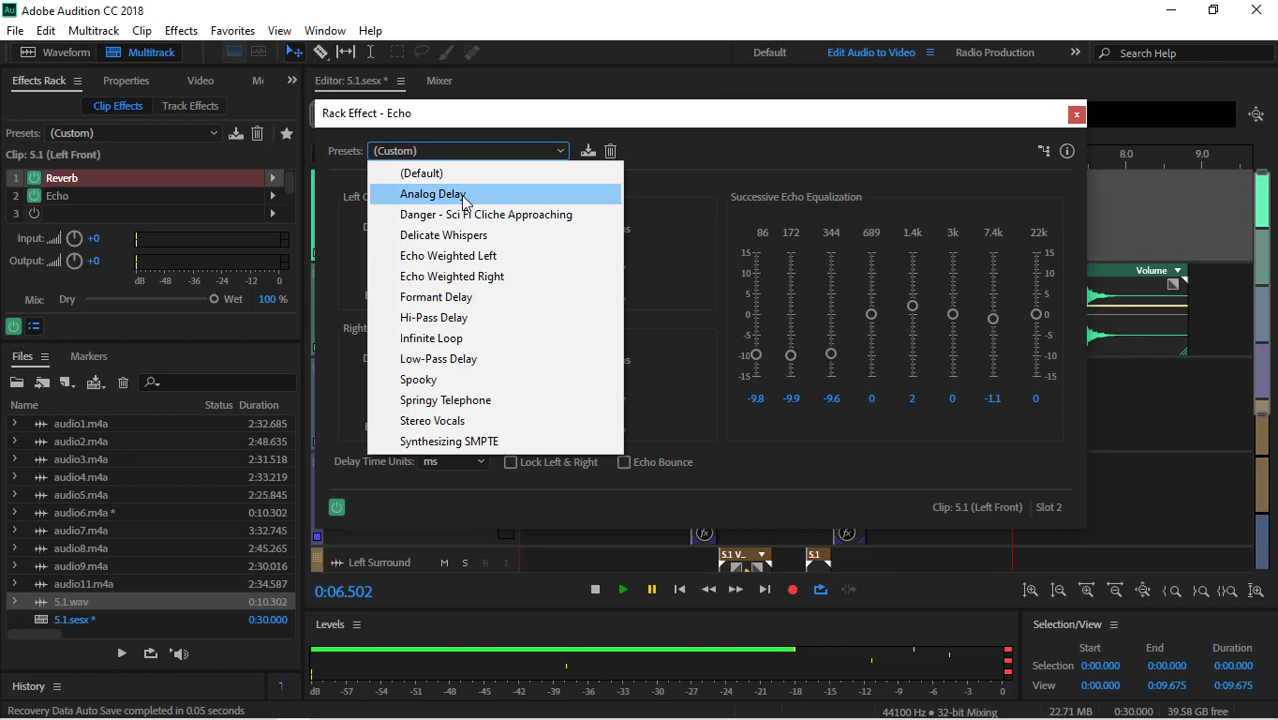 Au Adobe Audition CC 2018
File Edit Multitrack Clip Effects Favorites View Window Help
Waveform Multitrack Default Edit Audio to Video Radio Production Search Help
Effects Rack Properties Video Editor: 5.1.sesx * Mixer
Clip Effects Track Effects
Rack Effect - Echo
Presets: (Custom)
Presets: (Custom)
Clip: 5.1 (Left Front)
8.0 9.0
(Default)
1 Reverb
2 Echo
3
Analog Delay
Danger - Sci Fi Cliche Approaching
Delicate Whispers
Echo Weighted Left
Echo Weighted Right
Formant Delay
Hi-Pass Delay
Infinite Loop
Low-Pass Delay
Spooky
Springy Telephone
Stereo Vocals
Synthesizing SMPTE
Successive Echo Equalization
86 172 344 689 1.4k 3k 7.4k 22k
15 15
10 10
5 5
0 0
-5 -5
-10 -10
-15 -15
-9.8 -9.9 -9.6 0 2 0 -1.1 0
Volume
Input: +0
Output: +0
dB -54 -36 -18 0
Mix: Dry Wet 100 %
Delay Time Units: ms Lock Left & Right Echo Bounce
Clip: 5.1 (Left Front) Slot 2
Files Markers
Name Status Duration
audio1.m4a 2:32.685
audio2.m4a 2:48.635
audio3.m4a 2:31.518
audio4.m4a 2:33.219
audio5.m4a 2:25.845
audio6.m4a * 0:10.302
audio7.m4a 3:32.745
audio8.m4a 2:45.265
audio9.m4a 2:30.016
audio10.m4a 2:29.511
audio11.m4a 2:34.587
5.1.wav 0:10.302
5.1.sesx * 0:30.000
fx fx
Left Surround M S R I
5.1 V... 5.1
0:06.502
Levels
dB -57 -54 -51 -48 -45 -42 -39 -36 -33 -30 -27 -24 -21 -18 -15 -12 -9 -6 -3 0
Selection/View
Start End Duration
Selection 0:00.000 0:00.000 0:00.000
View 0:00.000 0:09.675 0:09.675
History
Recovery Data Auto Save completed in 0.05 seconds
44100 Hz • 32-bit Mixing 22.71 MB 0:30.000 39.58 GB free